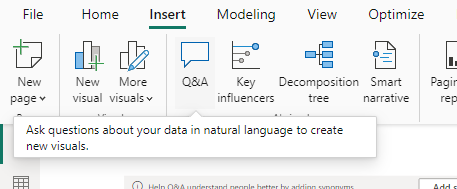 File Home Insert Modeling View Optimize
New page New visual More visuals Q&A Key influencers Decomposition tree Smart narrative
Ask questions about your data in natural language to create
new visuals.
Help Q&A understand people better by adding synonyms